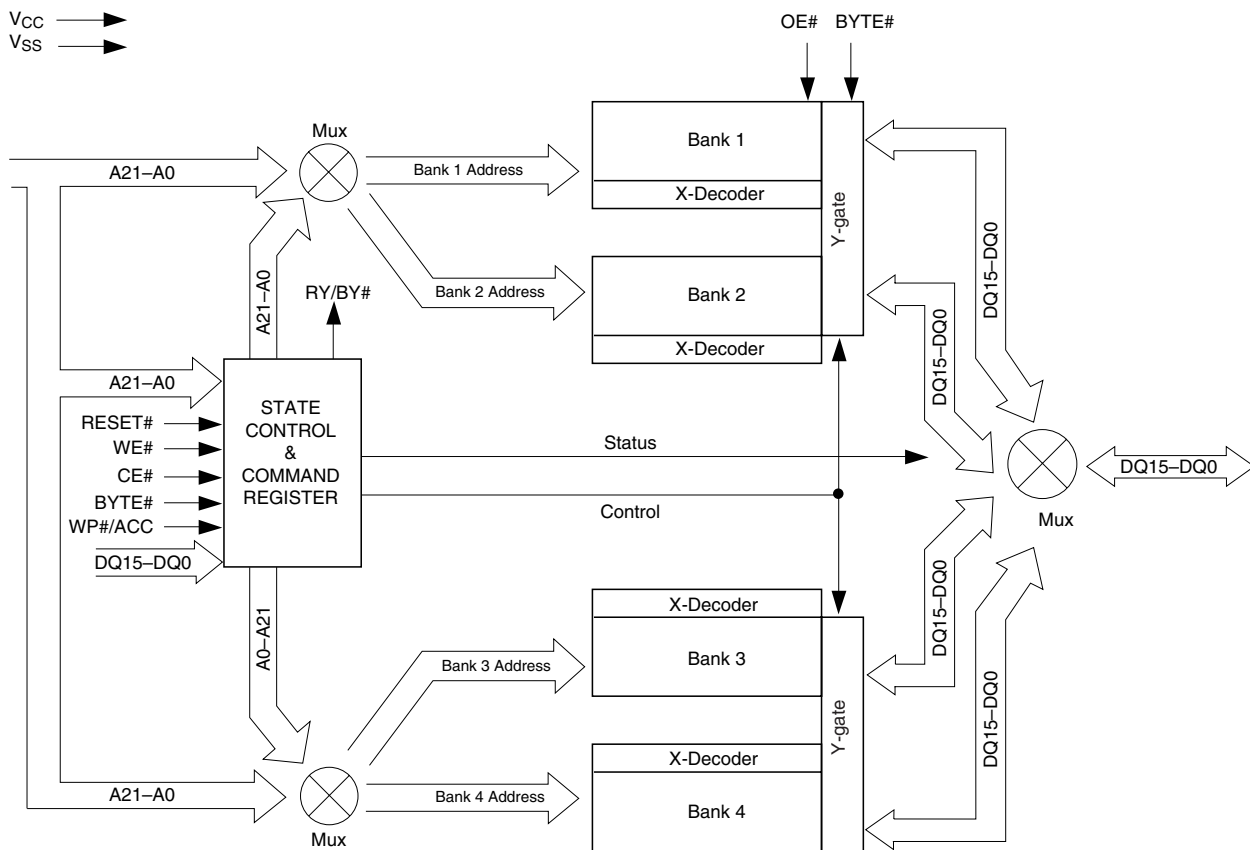 VCC
VSS
OE# BYTE#
Mux
A21–A0
Bank 1 Address
Bank 1
X-Decoder
Y-gate
DQ15–DQ0
A21–A0
RY/BY#
Bank 2 Address
Bank 2
X-Decoder
DQ15–DQ0
A21–A0
RESET#
WE#
CE#
BYTE#
WP#/ACC
DQ15–DQ0
STATE
CONTROL
&
COMMAND
REGISTER
Status
Control
DQ15–DQ0
Mux
A0–A21
X-Decoder
Bank 3 Address
Bank 3
Y-gate
DQ15–DQ0
DQ15–DQ0
X-Decoder
A21–A0
Mux
Bank 4 Address
Bank 4